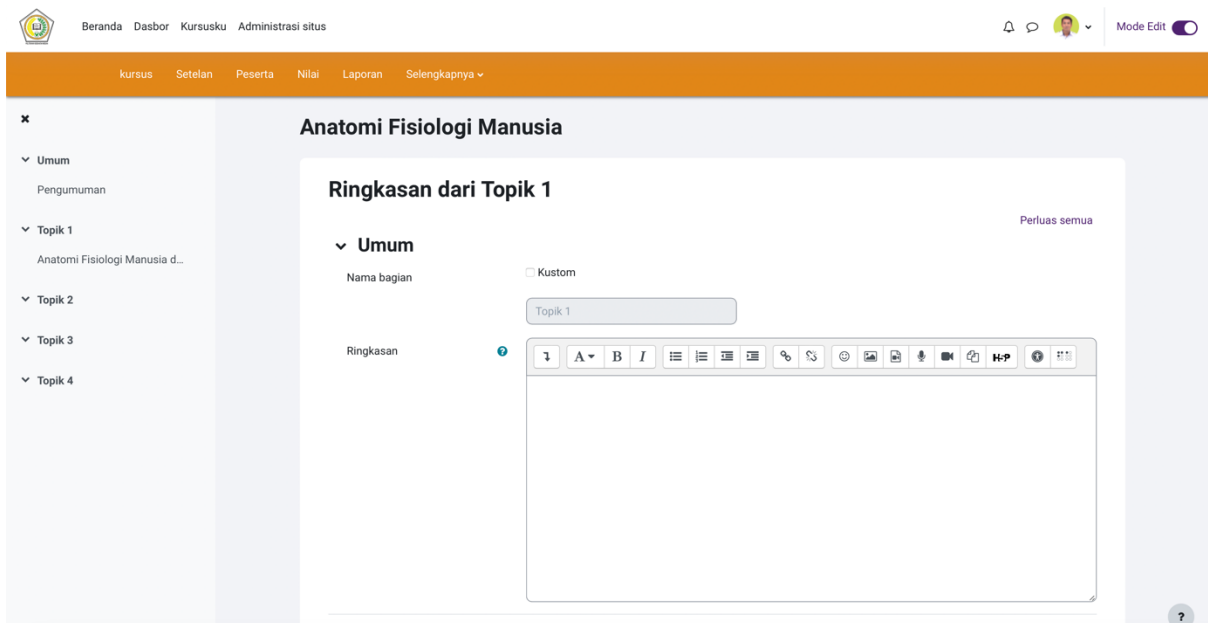 Beranda Dasbor Kursusku Administrasi situs
Mode Edit
kursus Setelan Peserta Nilai Laporan Selengkapnya
Umum
Pengumuman
Topik 1
Anatomi Fisiologi Manusia d...
Topik 2
Topik 3
Topik 4
Anatomi Fisiologi Manusia
Ringkasan dari Topik 1
Perluas semua
Umum
Nama bagian
Kustom
Topik 1
Ringkasan
?
A B I H-P
?